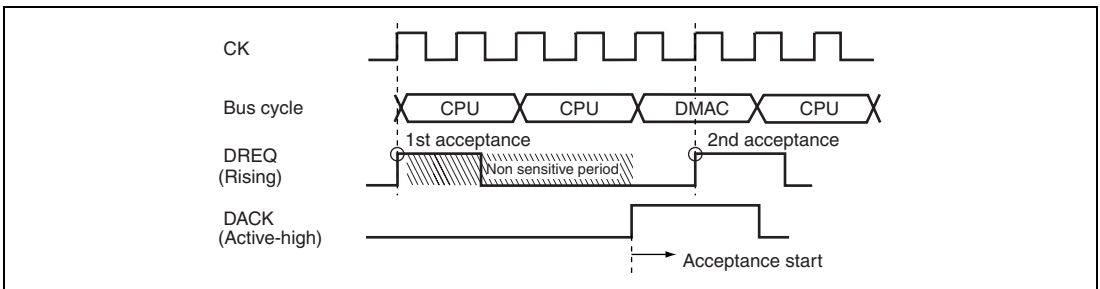 CK
Bus cycle CPU CPU DMAC CPU
1st acceptance 2nd acceptance
DREQ
(Rising) Non sensitive period
DACK
(Active-high)
Acceptance start